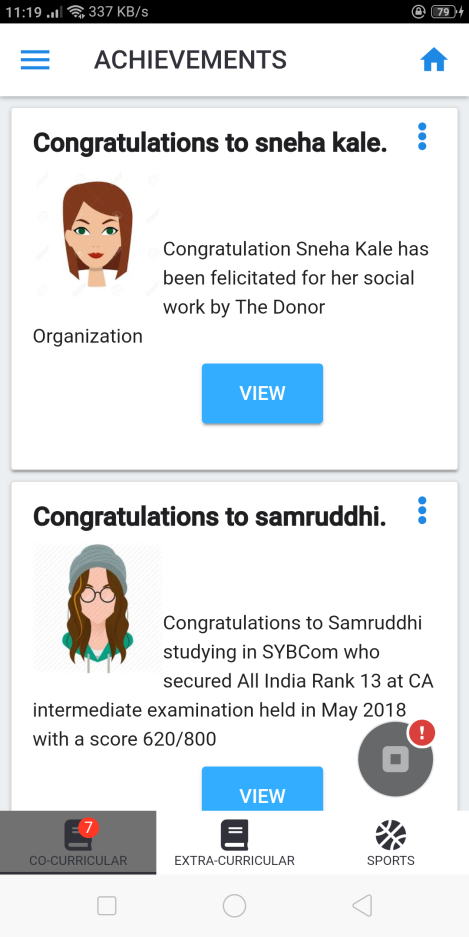 11:19 337 KB/s 79
ACHIEVEMENTS
Congratulations to sneha kale.
Congratulation Sneha Kale has
been felicitated for her social
work by The Donor
Organization
VIEW
Congratulations to samruddhi.
Congratulations to Samruddhi
studying in SYBCom who
secured All India Rank 13 at CA
intermediate examination held in May 2018
with a score 620/800
!
VIEW
7
CO-CURRICULAR EXTRA-CURRICULAR SPORTS